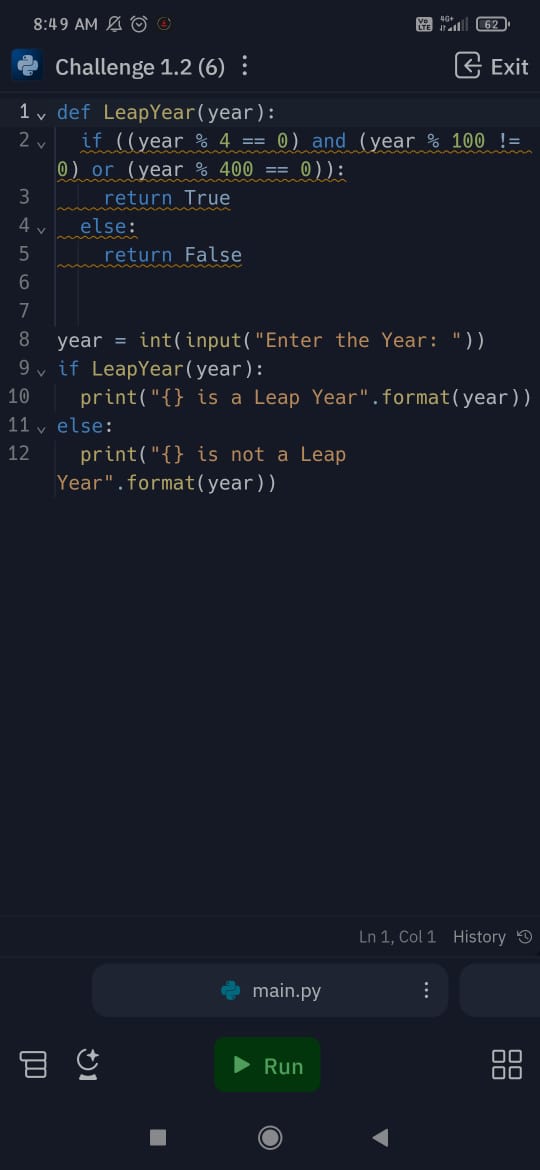 8:49 AM
Vo LTE 4G+ 62
Challenge 1.2 (6)
Exit
1 def LeapYear(year):
2 if ((year % 4 == 0) and (year % 100 !=
0) or (year % 400 == 0)):
3 return True
4 else:
5 return False
6
7
8 year = int(input("Enter the Year: "))
9 if LeapYear(year):
10 print("{} is a Leap Year".format(year))
11 else:
12 print("{} is not a Leap
Year".format(year))
Ln 1, Col 1 History
main.py
Run